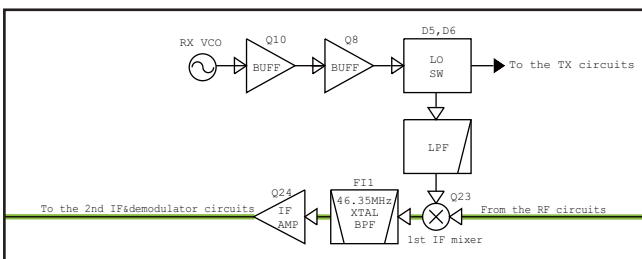 D5,D6
Q10
Q8
RX VCO
BUFF
BUFF
LO
SW
To the TX circuits
LPF
FI1
Q24
Q23
46.35MHz
XTAL
BPF
IF
AMP
To the 2nd IF&demodulator circuits
From the RF circuits
1st IF mixer